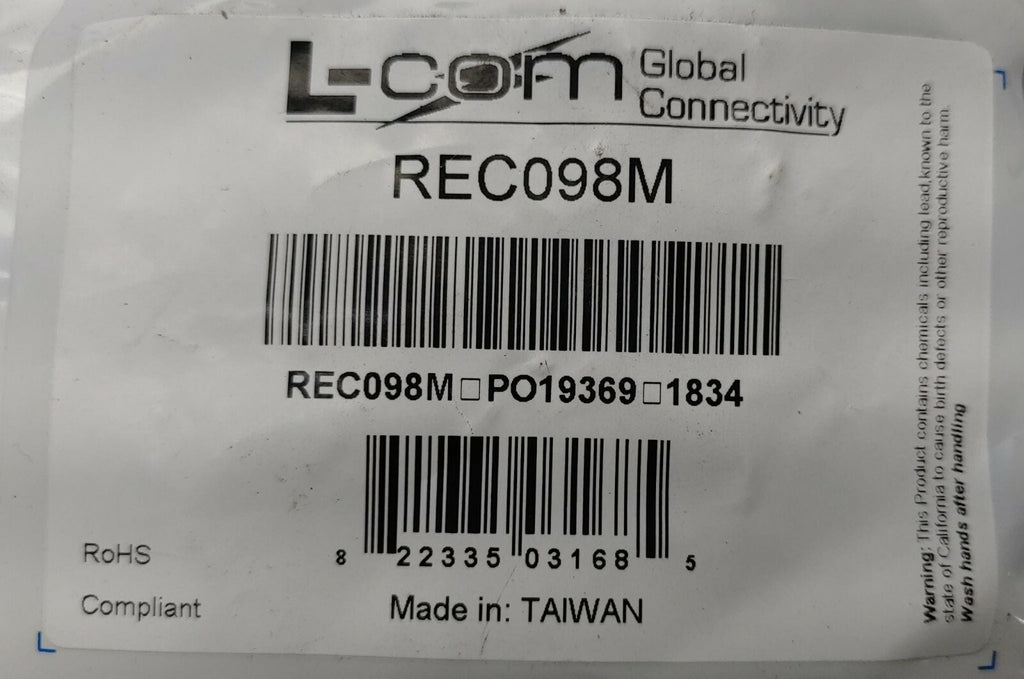 L-com Global
Connectivity
REC098M
REC098M□PO19369□1834
8 22335 03168 5
RoHS
Compliant
Made in: TAIWAN
Warning: This Product contains chemicals including lead,known to the
state of California to cause birth defects or other reproductive harm.
Wash hands after handling